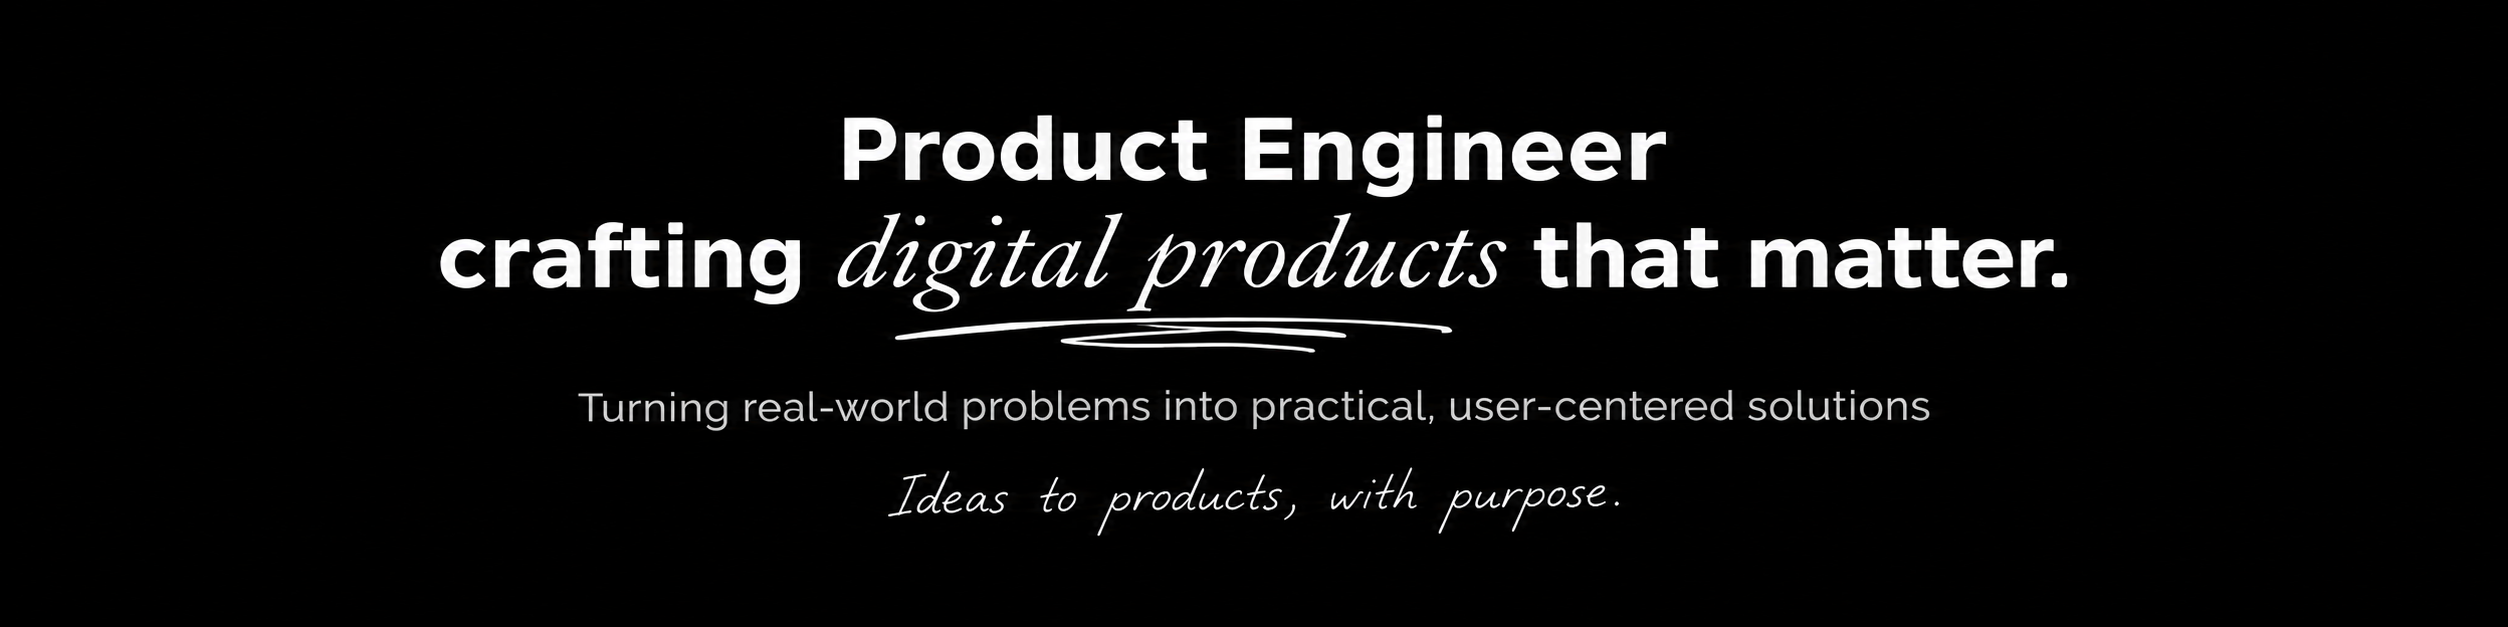 Product Engineer
crafting digital products that matter.
Turning real-world problems into practical, user-centered solutions
Ideas to products, with purpose.